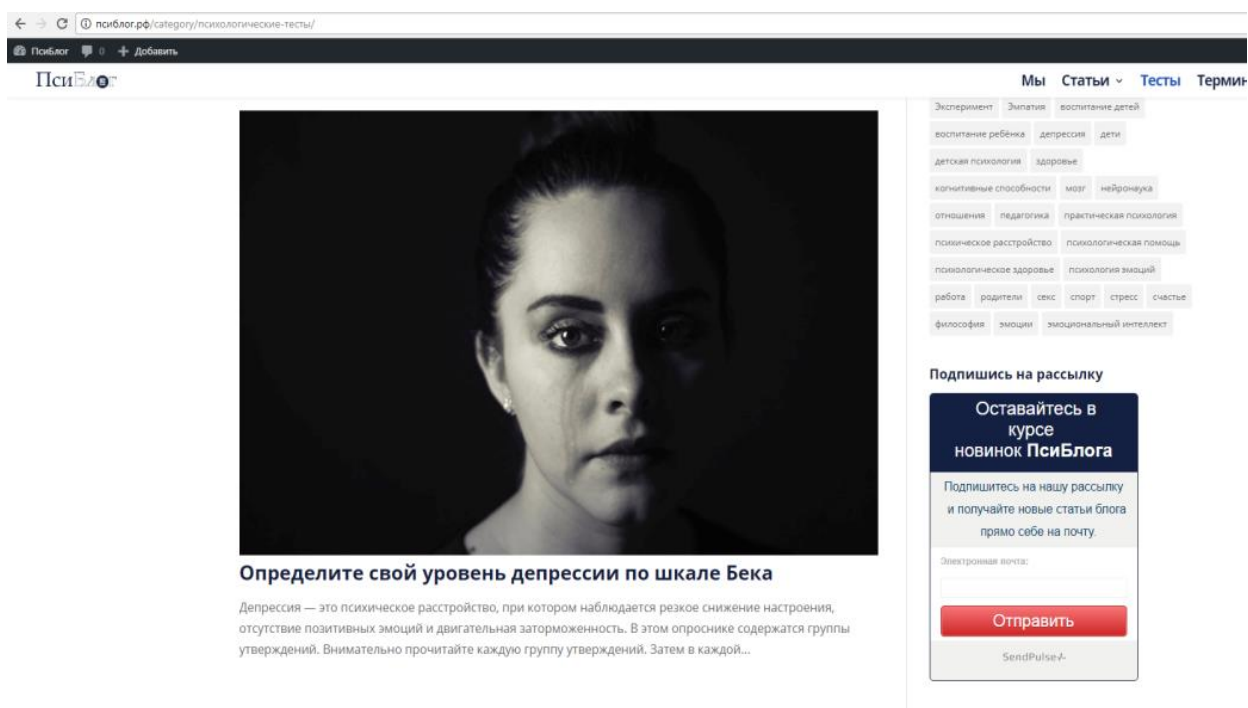 псиблог.рф/category/психологические-тесты/
ПсиБлог 0 Добавить
ПсиБлог
Мы Статьи Тесты Термин
Эксперимент Эмпатия воспитание детей
воспитание ребёнка депрессия дети
детская психология здоровье
когнитивные способности мозг нейронаука
отношения педагогика практическая психология
психическое расстройство психологическая помощь
психологическое здоровье психология эмоций
работа родители секс спорт стресс счастье
философия эмоции эмоциональный интеллект
Подпишись на рассылку
Оставайтесь в
курсе
новинок ПсиБлога
Подпишитесь на нашу рассылку
и получайте новые статьи блога
прямо себе на почту.
Электронная почта:
Отправить
SendPulse
Определите свой уровень депрессии по шкале Бека
Депрессия — это психическое расстройство, при котором наблюдается резкое снижение настроения,
отсутствие позитивных эмоций и двигательная заторможенность. В этом опроснике содержатся группы
утверждений. Внимательно прочитайте каждую группу утверждений. Затем в каждой...